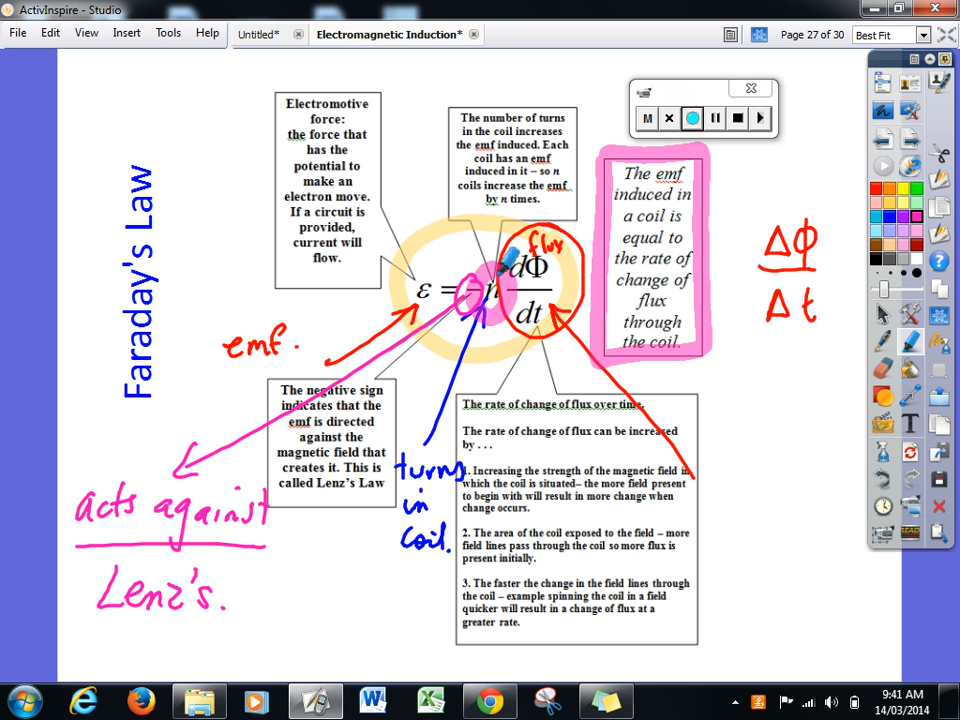 ActivInspire - Studio
File Edit View Insert Tools Help
Untitled*
Electromagnetic Induction*
Page 27 of 30
Best Fit
Faraday's Law
Electromotive
force:
the force that
has the
potential to
make an
electron move.
If a circuit is
provided,
current will
flow.
The number of turns
in the coil increases
the emf induced. Each
coil has an emf
induced in it – so n
coils increase the emf
by n times.
M
The emf
induced in
a coil is
equal to
the rate of
change of
flux
through
the coil.
flux
ε = -n dΦ
dt
ΔΦ
Δt
emf.
The negative sign
indicates that the
emf is directed
against the
magnetic field that
creates it. This is
called Lenz's Law
turns
in
coil.
acts against
Lenz's.
The rate of change of flux over time.
The rate of change of flux can be increased
by . . .
1. Increasing the strength of the magnetic field in
which the coil is situated– the more field present
to begin with will result in more change when
change occurs.
2. The area of the coil exposed to the field – more
field lines pass through the coil so more flux is
present initially.
3. The faster the change in the field lines through
the coil – example spinning the coil in a field
quicker will result in a change of flux at a
greater rate.
9:41 AM
14/03/2014